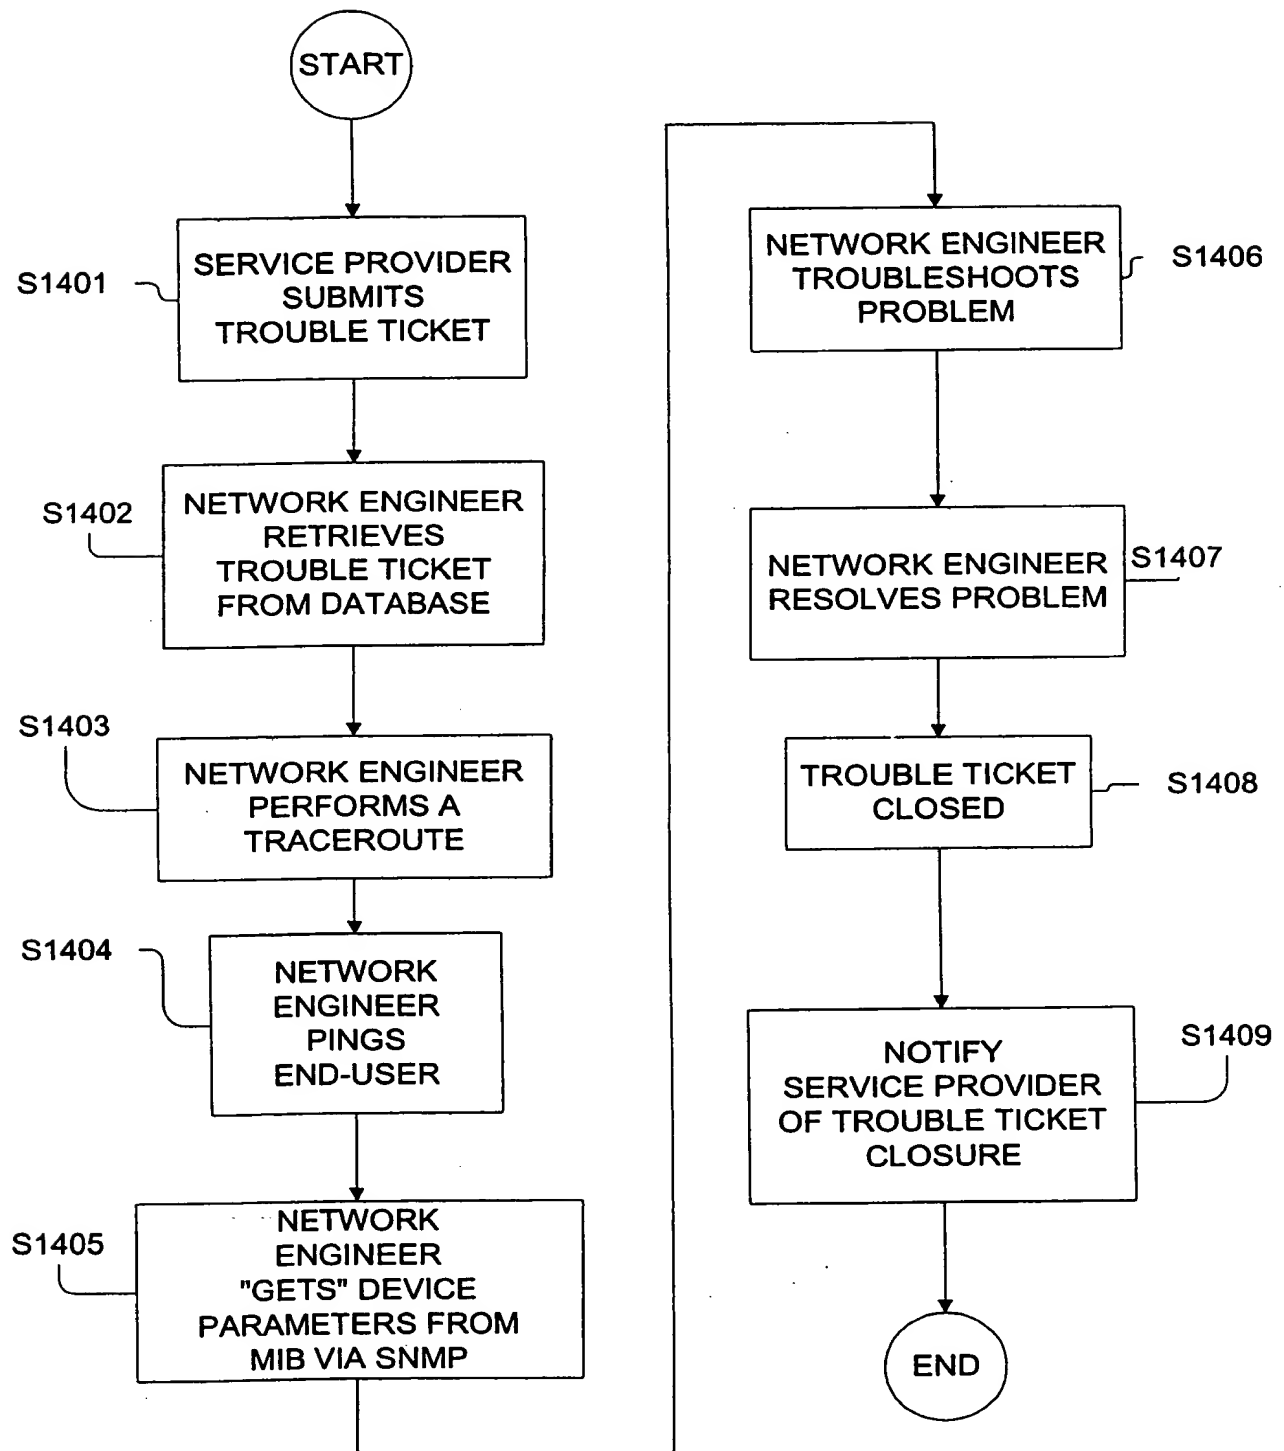 START
S1401
SERVICE PROVIDER
SUBMITS
TROUBLE TICKET
S1402
NETWORK ENGINEER
RETRIEVES
TROUBLE TICKET
FROM DATABASE
S1403
NETWORK ENGINEER
PERFORMS A
TRACEROUTE
S1404
NETWORK
ENGINEER
PINGS
END-USER
S1405
NETWORK
ENGINEER
"GETS" DEVICE
PARAMETERS FROM
MIB VIA SNMP
NETWORK ENGINEER
TROUBLESHOOTS
PROBLEM
S1406
NETWORK ENGINEER
RESOLVES PROBLEM
S1407
TROUBLE TICKET
CLOSED
S1408
NOTIFY
SERVICE PROVIDER
OF TROUBLE TICKET
CLOSURE
S1409
END